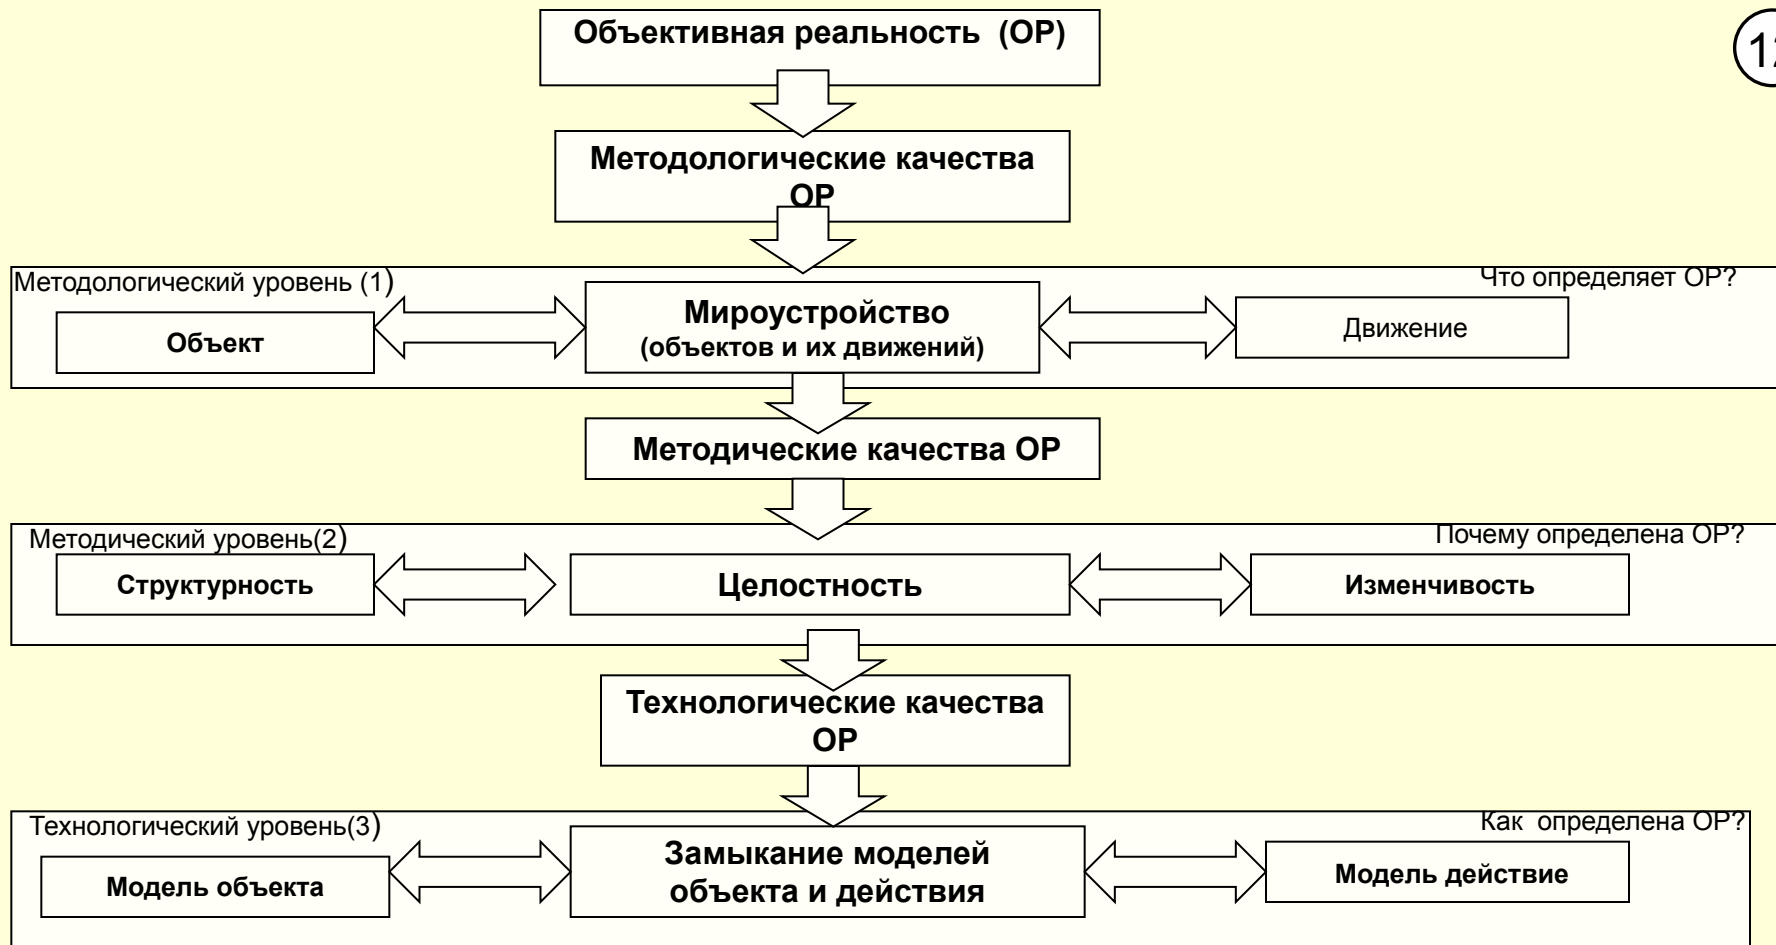 Объективная реальность (ОР)
12
Методологические качества
ОР
Методологический уровень (1)
Что определяет ОР?
Объект
Мироустройство
(объектов и их движений)
Движение
Методические качества ОР
Методический уровень(2)
Почему определена ОР?
Структурность
Целостность
Изменчивость
Технологические качества
ОР
Технологический уровень(3)
Как определена ОР?
Модель объекта
Замыкание моделей
объекта и действия
Модель действие